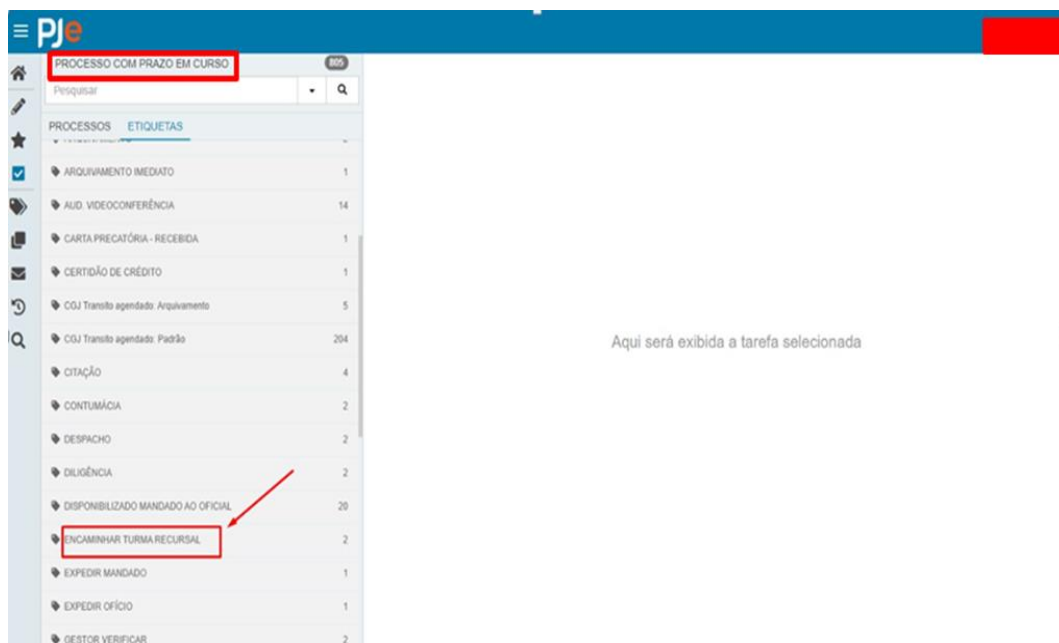 PJe
PROCESSO COM PRAZO EM CURSO 805
Pesquisar
PROCESSOS ETIQUETAS
ARQUIVAMENTO IMEDIATO 1
AUD. VIDEOCONFERÊNCIA 14
CARTA PRECATÓRIA - RECEBIDA 1
CERTIDÃO DE CRÉDITO 1
CGJ Transito agendado: Arquivamento 5
CGJ Transito agendado: Padrão 204
CITAÇÃO 4
CONTUMÁCIA 2
DESPACHO 2
DILIGÊNCIA 2
DISPONIBILIZADO MANDADO AO OFICIAL 20
ENCAMINHAR TURMA RECURSAL 2
EXPEDIR MANDADO 1
EXPEDIR OFÍCIO 1
GESTOR VERIFICAR 2
Aqui será exibida a tarefa selecionada